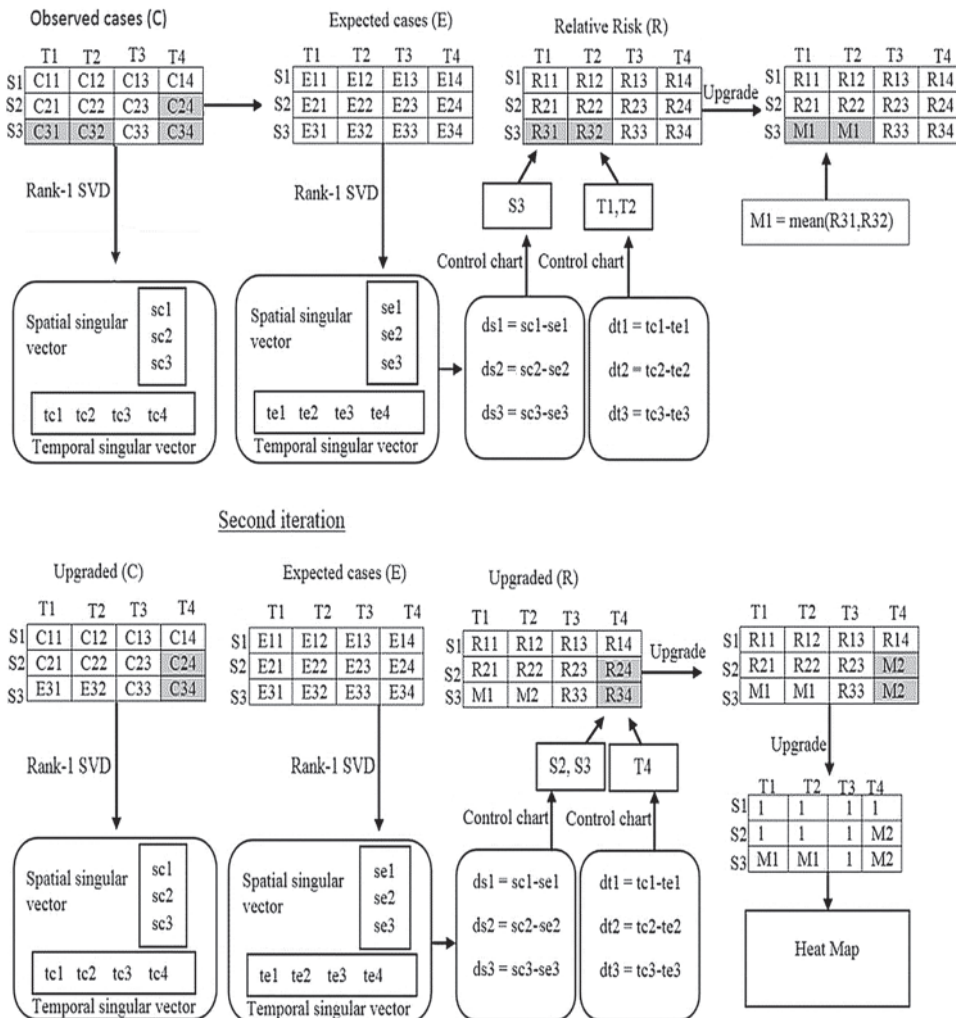 Observed cases (C)
T1 T2 T3 T4
S1 C11 C12 C13 C14
S2 C21 C22 C23 C24
S3 C31 C32 C33 C34
Rank-1 SVD
Spatial singular
vector
sc1
sc2
sc3
tc1 tc2 tc3 tc4
Temporal singular vector
Expected cases (E)
T1 T2 T3 T4
E11 E12 E13 E14
E21 E22 E23 E24
E31 E32 E33 E34
Rank-1 SVD
Spatial singular
vector
se1
se2
se3
te1 te2 te3 te4
Temporal singular vector
Relative Risk (R)
T1 T2 T3 T4
S1 R11 R12 R13 R14
S2 R21 R22 R23 R24
S3 R31 R32 R33 R34
S3
T1,T2
Control chart
Control chart
ds1 = sc1-se1
ds2 = sc2-se2
ds3 = sc3-se3
dt1 = tc1-te1
dt2 = tc2-te2
dt3 = tc3-te3
Upgrade
T1 T2 T3 T4
S1 R11 R12 R13 R14
S2 R21 R22 R23 R24
S3 M1 M1 R33 R34
M1 = mean(R31,R32)
Second iteration
Upgraded (C)
T1 T2 T3 T4
S1 C11 C12 C13 C14
S2 C21 C22 C23 C24
S3 E31 E32 C33 C34
Rank-1 SVD
Spatial singular
vector
sc1
sc2
sc3
tc1 tc2 tc3 tc4
Temporal singular vector
Expected cases (E)
T1 T2 T3 T4
S1 E11 E12 E13 E14
S2 E21 E22 E23 E24
S3 E31 E32 E33 E34
Rank-1 SVD
Spatial singular
vector
se1
se2
se3
te1 te2 te3 te4
Temporal singular vector
Upgraded (R)
T1 T2 T3 T4
S1 R11 R12 R13 R14
S2 R21 R22 R23 R24
S3 M1 M2 R33 R34
S2, S3
T4
Control chart
Control chart
ds1 = sc1-se1
ds2 = sc2-se2
ds3 = sc3-se3
dt1 = tc1-te1
dt2 = tc2-te2
dt3 = tc3-te3
Upgrade
T1 T2 T3 T4
S1 R11 R12 R13 R14
S2 R21 R22 R23 M2
S3 M1 M1 R33 M2
Upgrade
T1 T2 T3 T4
S1 1 1 1 1
S2 1 1 1 M2
S3 M1 M1 1 M2
Heat Map